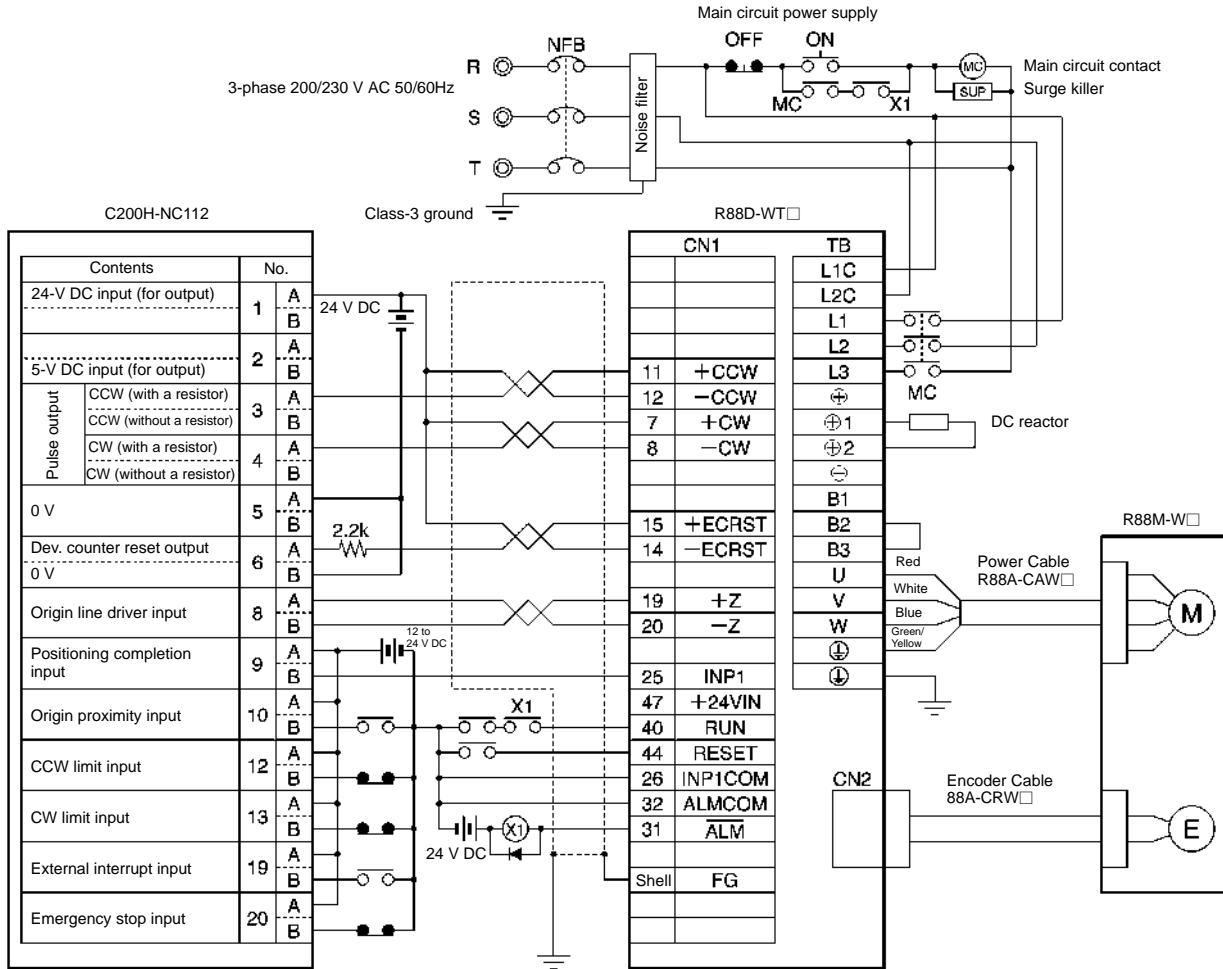 Main circuit power supply
OFF ON
NFB
R
MC
Main circuit contact
3-phase 200/230 V AC 50/60Hz
Noise filter
SUP
Surge killer
MC X1
S
T
C200H-NC112
Class-3 ground
R88D-WT□
CN1 TB
Contents No.
L1C
24-V DC input (for output) 1 A
24 V DC
L2C
B
L1
2 A
L2
5-V DC input (for output) B
11 +CCW L3
MC
Pulse output
CCW (with a resistor) 3 A
12 −CCW ⊕
CCW (without a resistor) B
7 +CW ⊕1
DC reactor
CW (with a resistor) 4 A
8 −CW ⊕2
CW (without a resistor) B
⊖
0 V 5 A
B1
B
2.2k
15 +ECRST B2
R88M-W□
Dev. counter reset output 6 A
14 −ECRST B3
Red
Power Cable
R88A-CAW□
0 V B
U
White
Origin line driver input 8 A
19 +Z V
Blue
M
B
20 −Z W
Green/
Yellow
Positioning completion
input
9 A
12 to
24 V DC
B
25 INP1
Origin proximity input 10 A
X1
47 +24VIN
B
40 RUN
CCW limit input 12 A
44 RESET
B
26 INP1COM CN2
Encoder Cable
88A-CRW□
CW limit input 13 A
32 ALMCOM
B
X1
31 ALM
E
24 V DC
External interrupt input 19 A
B
Shell FG
Emergency stop input 20 A
B